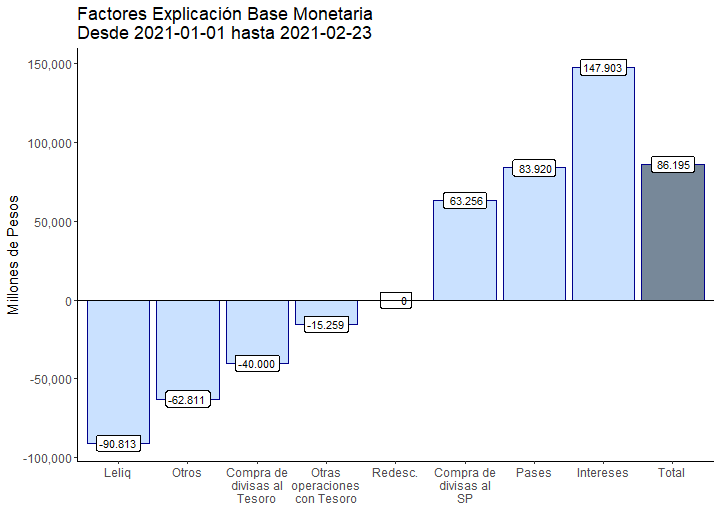 Factores Explicación Base Monetaria
Desde 2021-01-01 hasta 2021-02-23
Millones de Pesos
150,000
100,000
50,000
0
-50,000
-100,000
-90.813
-62.811
-40.000
-15.259
0
63.256
83.920
147.903
86.195
Leliq
Otros
Compra de
divisas al
Tesoro
Otras
operaciones
con Tesoro
Redesc.
Compra de
divisas al
SP
Pases
Intereses
Total